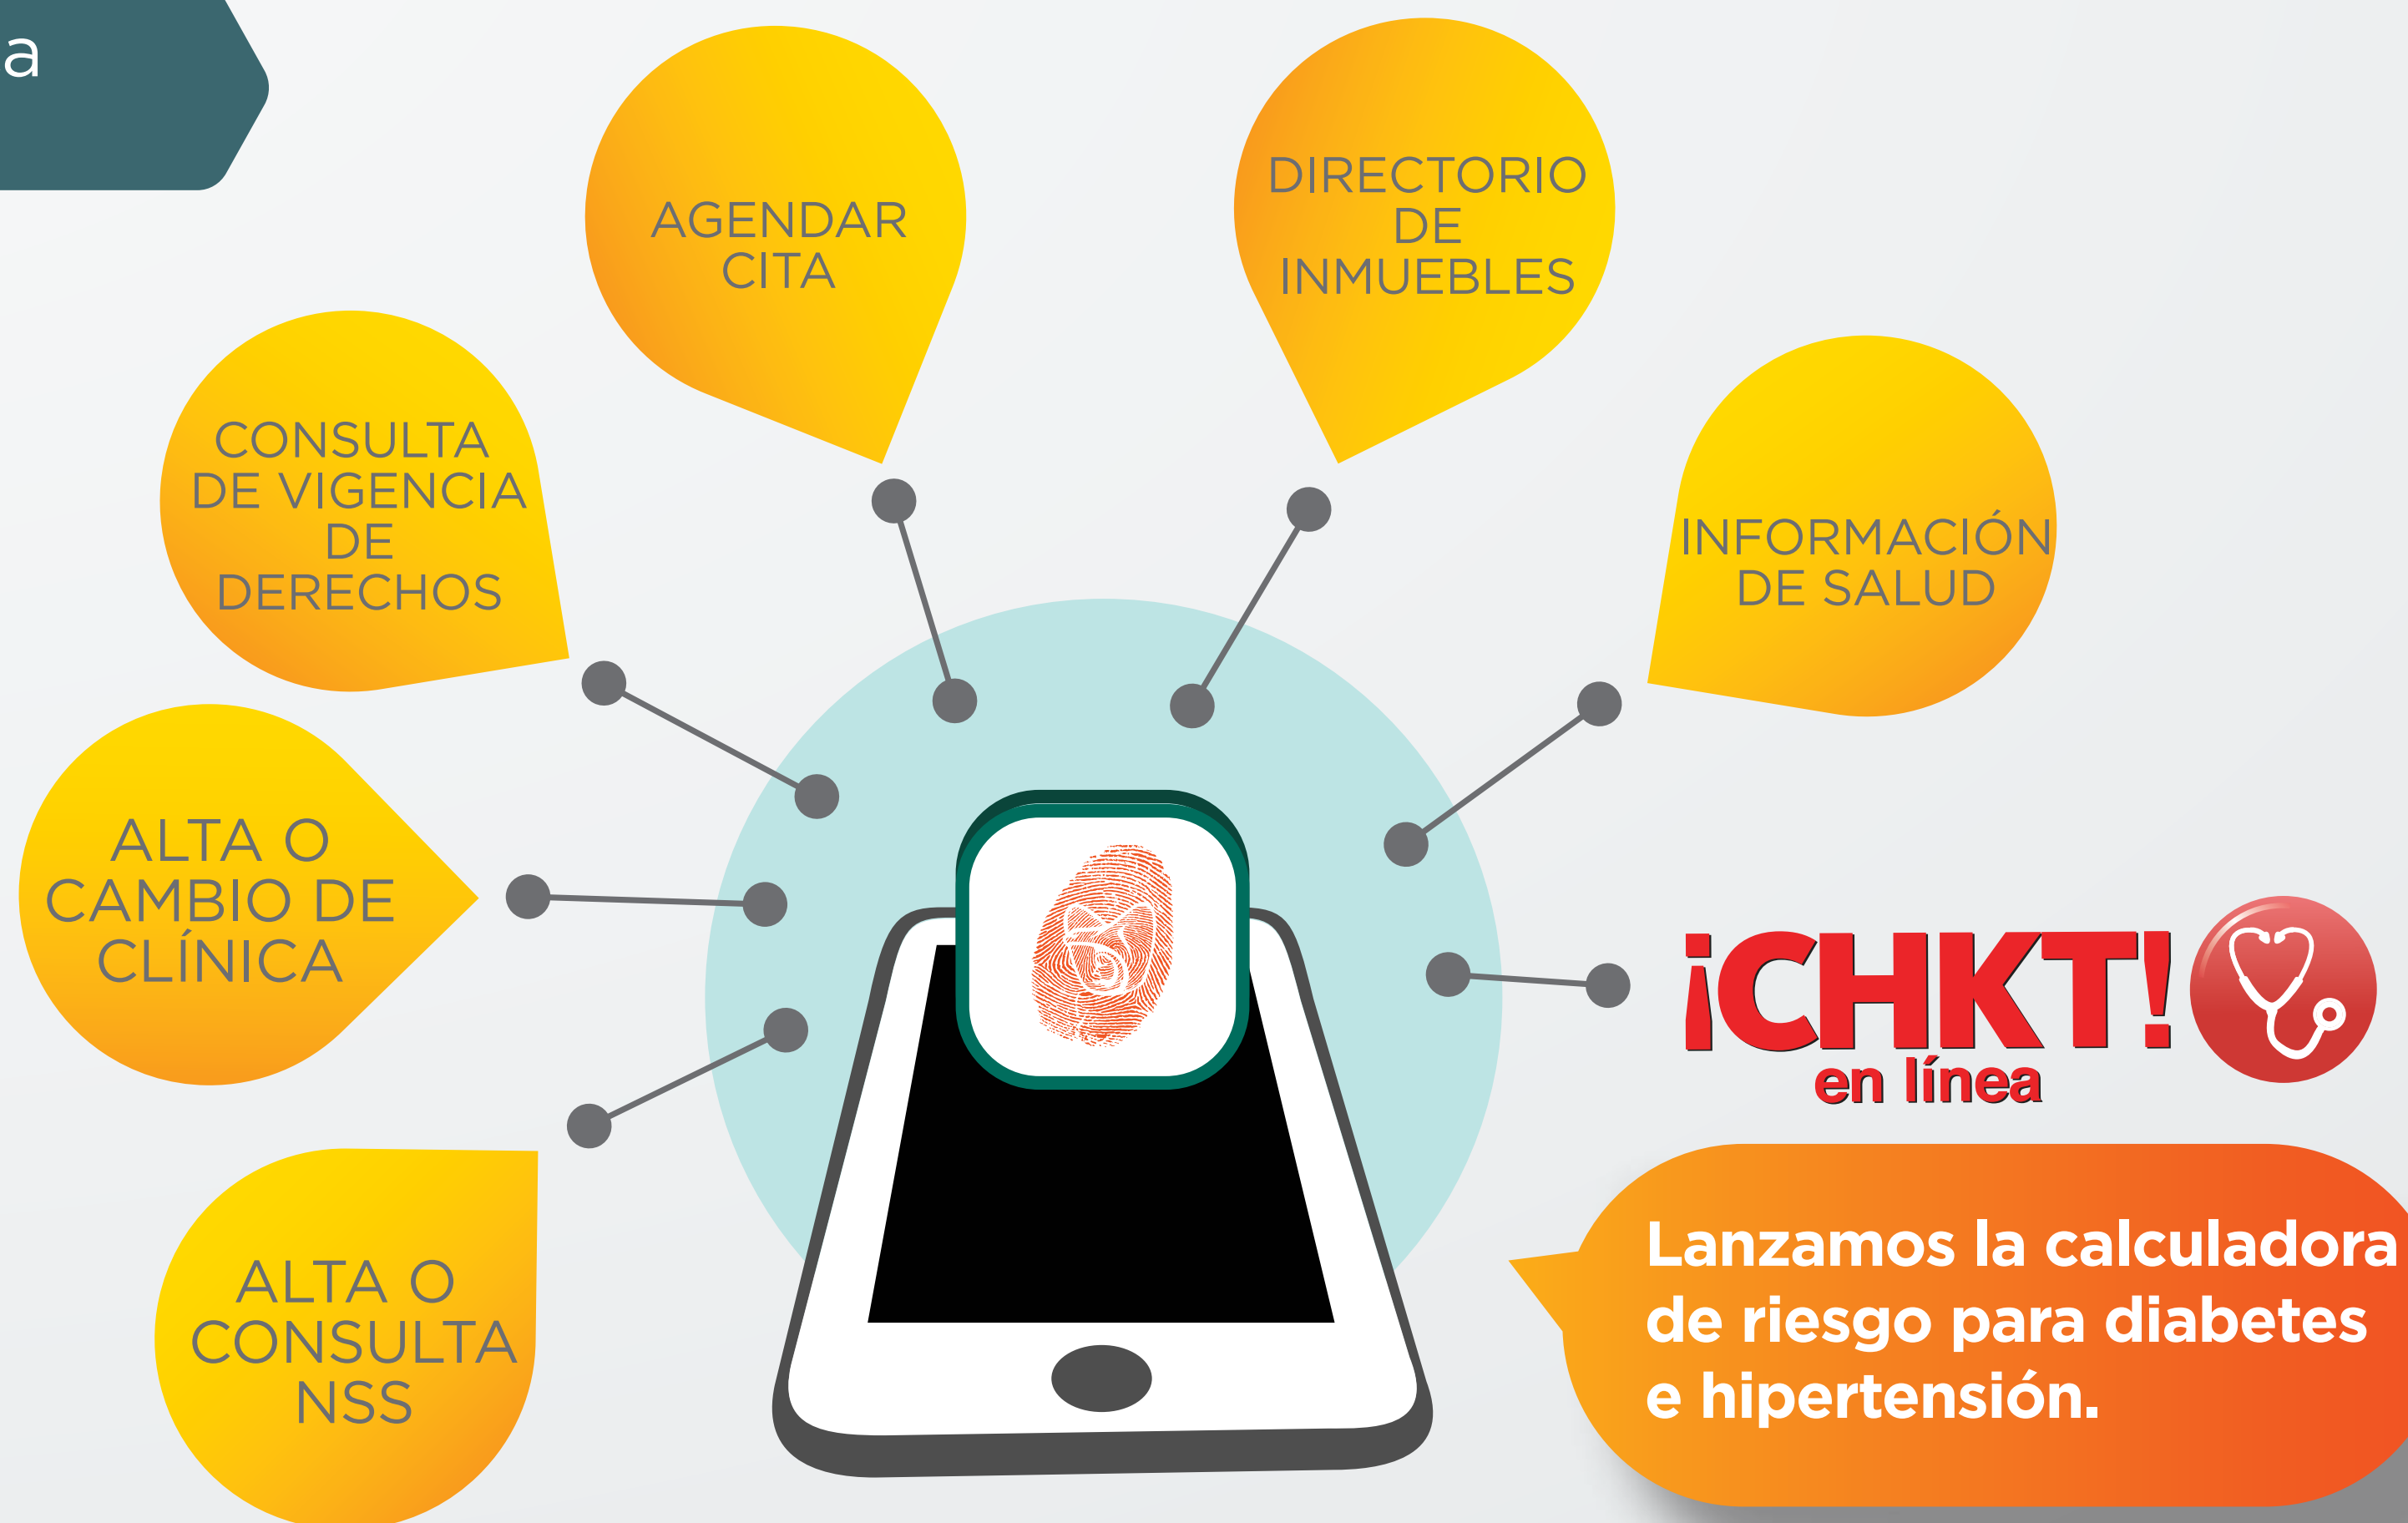 a
AGENDAR
CITA
DIRECTORIO
DE
INMUEBLES
CONSULTA
DE VIGENCIA
DE
DERECHOS
INFORMACIÓN
DE SALUD
ALTA O
CAMBIO DE
CLÍNICA
¡CHKT!
en línea
ALTA O
CONSULTA
NSS
Lanzamos la calculadora
de riesgo para diabetes
e hipertensión.